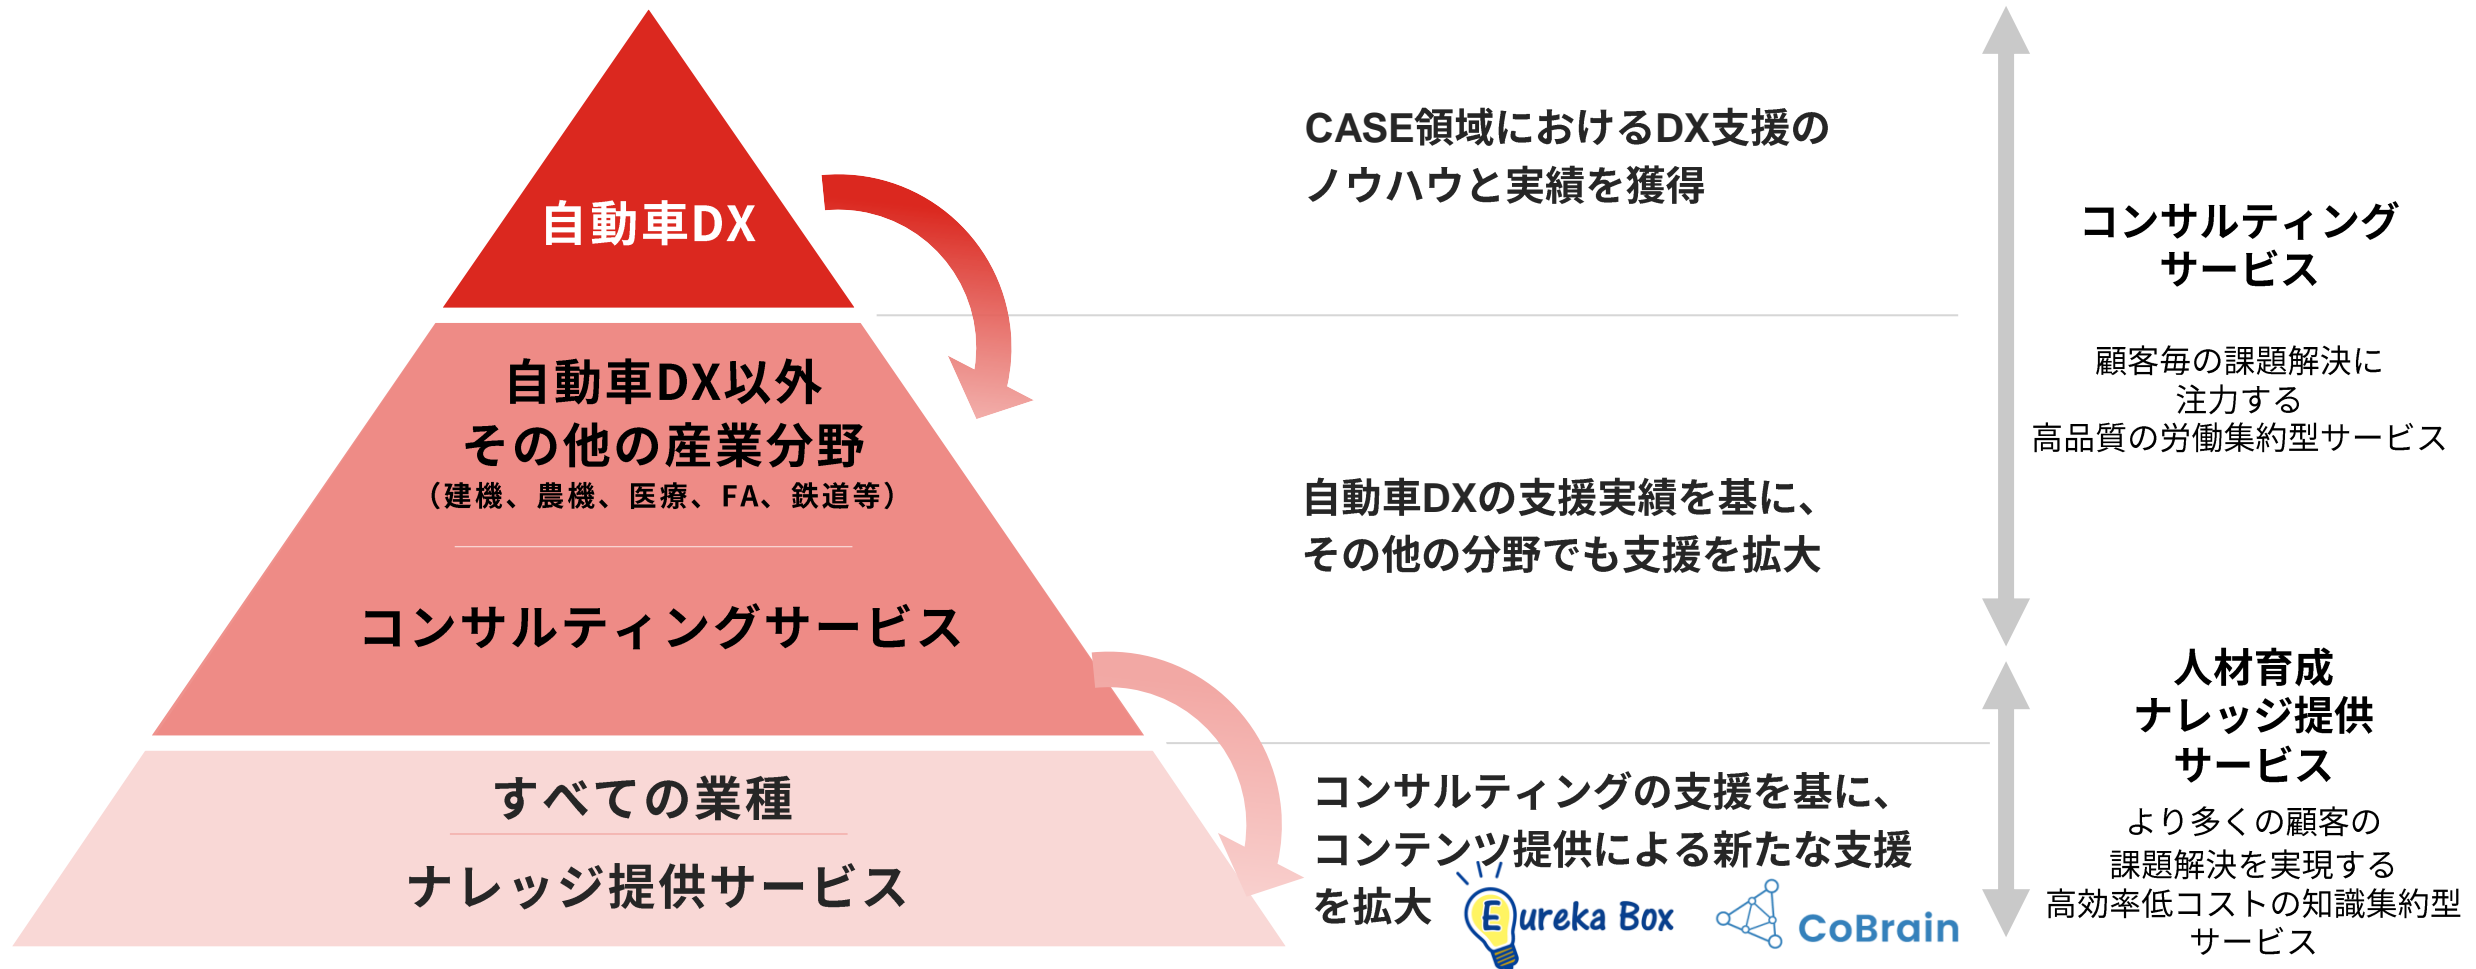 自動車DX
自動車DX以外
その他の産業分野
（建機、農機、医療、FA、鉄道等）
コンサルティングサービス
すべての業種
ナレッジ提供サービス
CASE領域におけるDX支援の
ノウハウと実績を獲得
自動車DXの支援実績を基に、
その他の分野でも支援を拡大
コンサルティングの支援を基に、
コンテンツ提供による新たな支援
を拡大
Eureka Box
CoBrain
コンサルティング
サービス
顧客毎の課題解決に
注力する
高品質の労働集約型サービス
人材育成
ナレッジ提供
サービス
より多くの顧客の
課題解決を実現する
高効率低コストの知識集約型
サービス